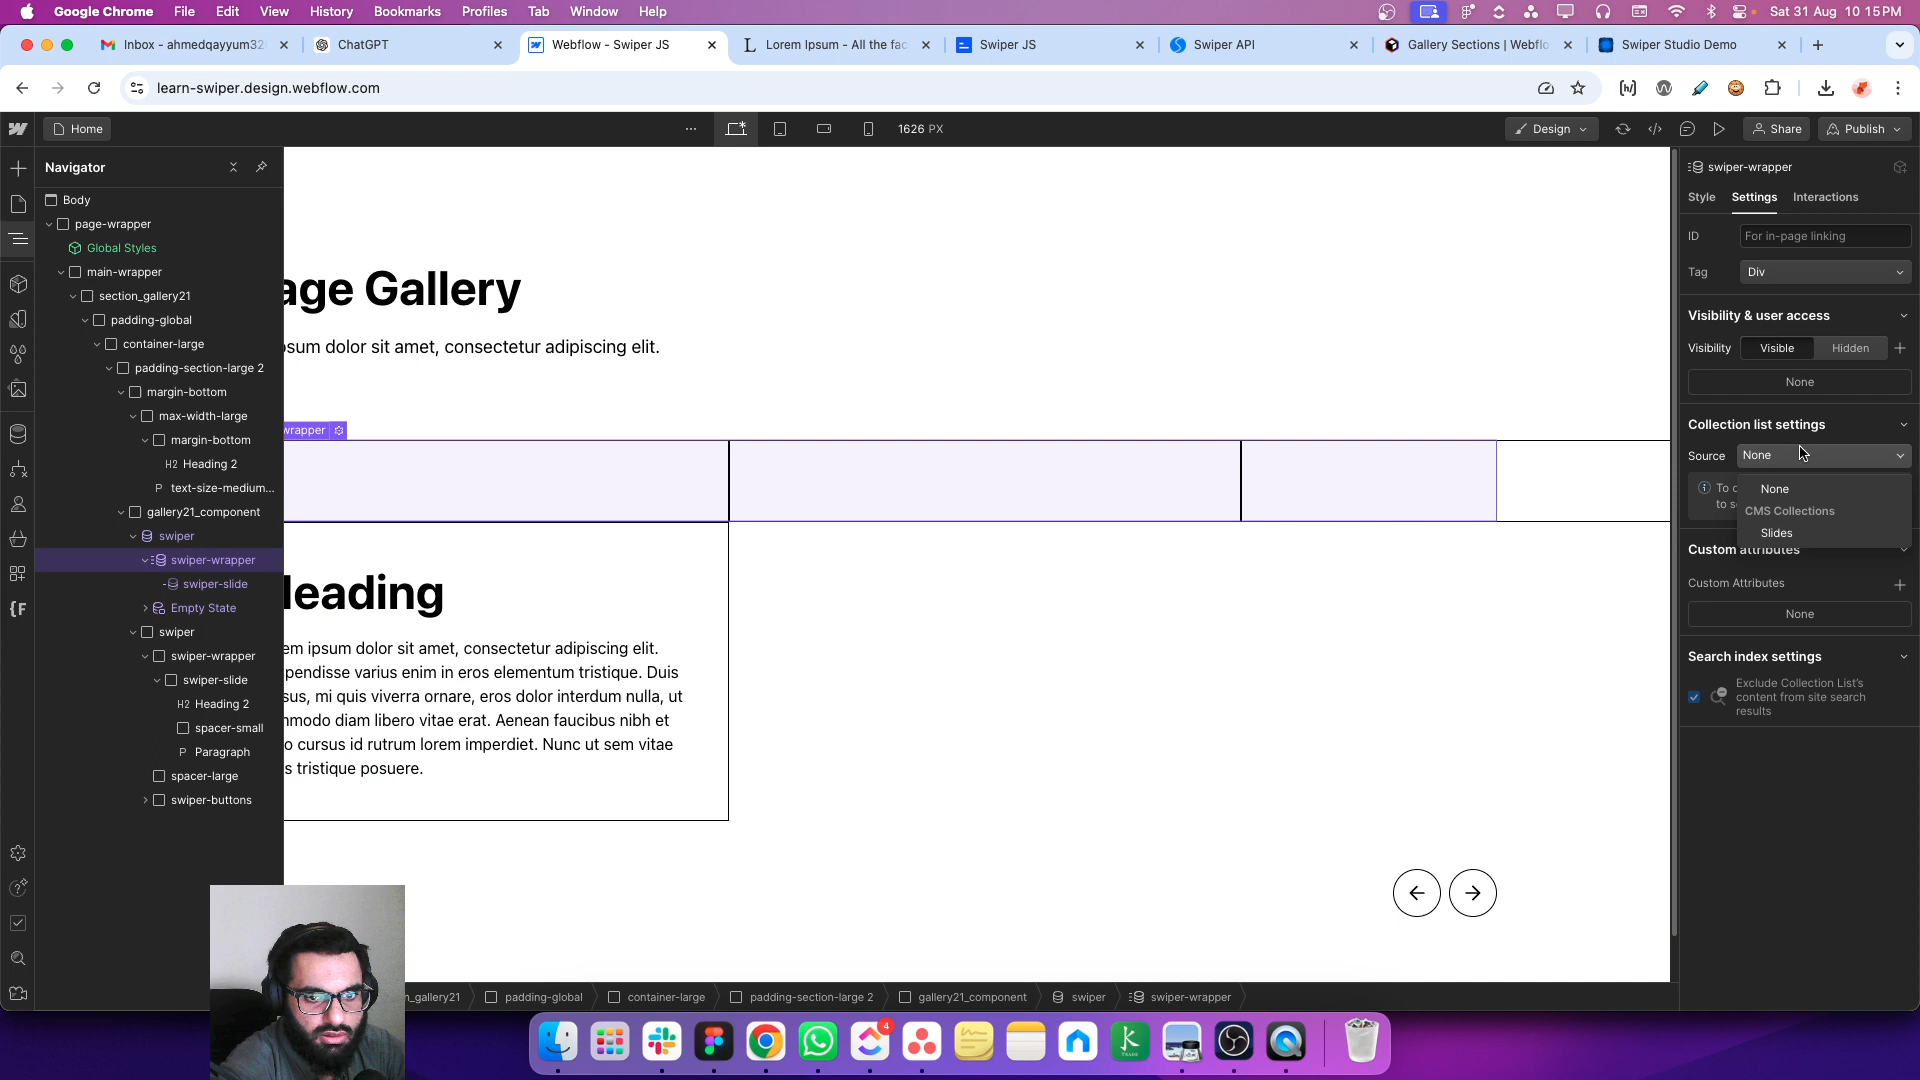 Google Chrome File Edit View History Bookmarks Profiles Tab Window Help Sat 31 Aug 10 15PM
Inbox - ahmedqayyum32 ChatGPT Webflow - Swiper JS Lorem Ipsum - All the fac Swiper JS Swiper API Gallery Sections | Webflo Swiper Studio Demo
learn-swiper.design.webflow.com
Home 1626 PX Design Share Publish
Navigator
Body
page-wrapper
Global Styles
main-wrapper
section_gallery21
padding-global
container-large
padding-section-large 2
margin-bottom
max-width-large
margin-bottom
H2 Heading 2
P text-size-medium...
gallery21_component
swiper
swiper-wrapper
swiper-slide
Empty State
swiper
swiper-wrapper
swiper-slide
H2 Heading 2
spacer-small
P Paragraph
spacer-large
swiper-buttons
age Gallery
psum dolor sit amet, consectetur adipiscing elit.
wrapper
Heading
em ipsum dolor sit amet, consectetur adipiscing elit.
pendisse varius enim in eros elementum tristique. Duis
sus, mi quis viverra ornare, eros dolor interdum nulla, ut
mmodo diam libero vitae erat. Aenean faucibus nibh et
o cursus id rutrum lorem imperdiet. Nunc ut sem vitae
s tristique posuere.
n_gallery21 padding-global container-large padding-section-large 2 gallery21_component swiper swiper-wrapper
swiper-wrapper
Style Settings Interactions
ID For in-page linking
Tag Div
Visibility & user access
Visibility Visible Hidden
None
Collection list settings
Source None
To c
to s
None
CMS Collections
Slides
Custom attributes
Custom Attributes
None
Search index settings
Exclude Collection List's
content from site search
results
4
TRADE